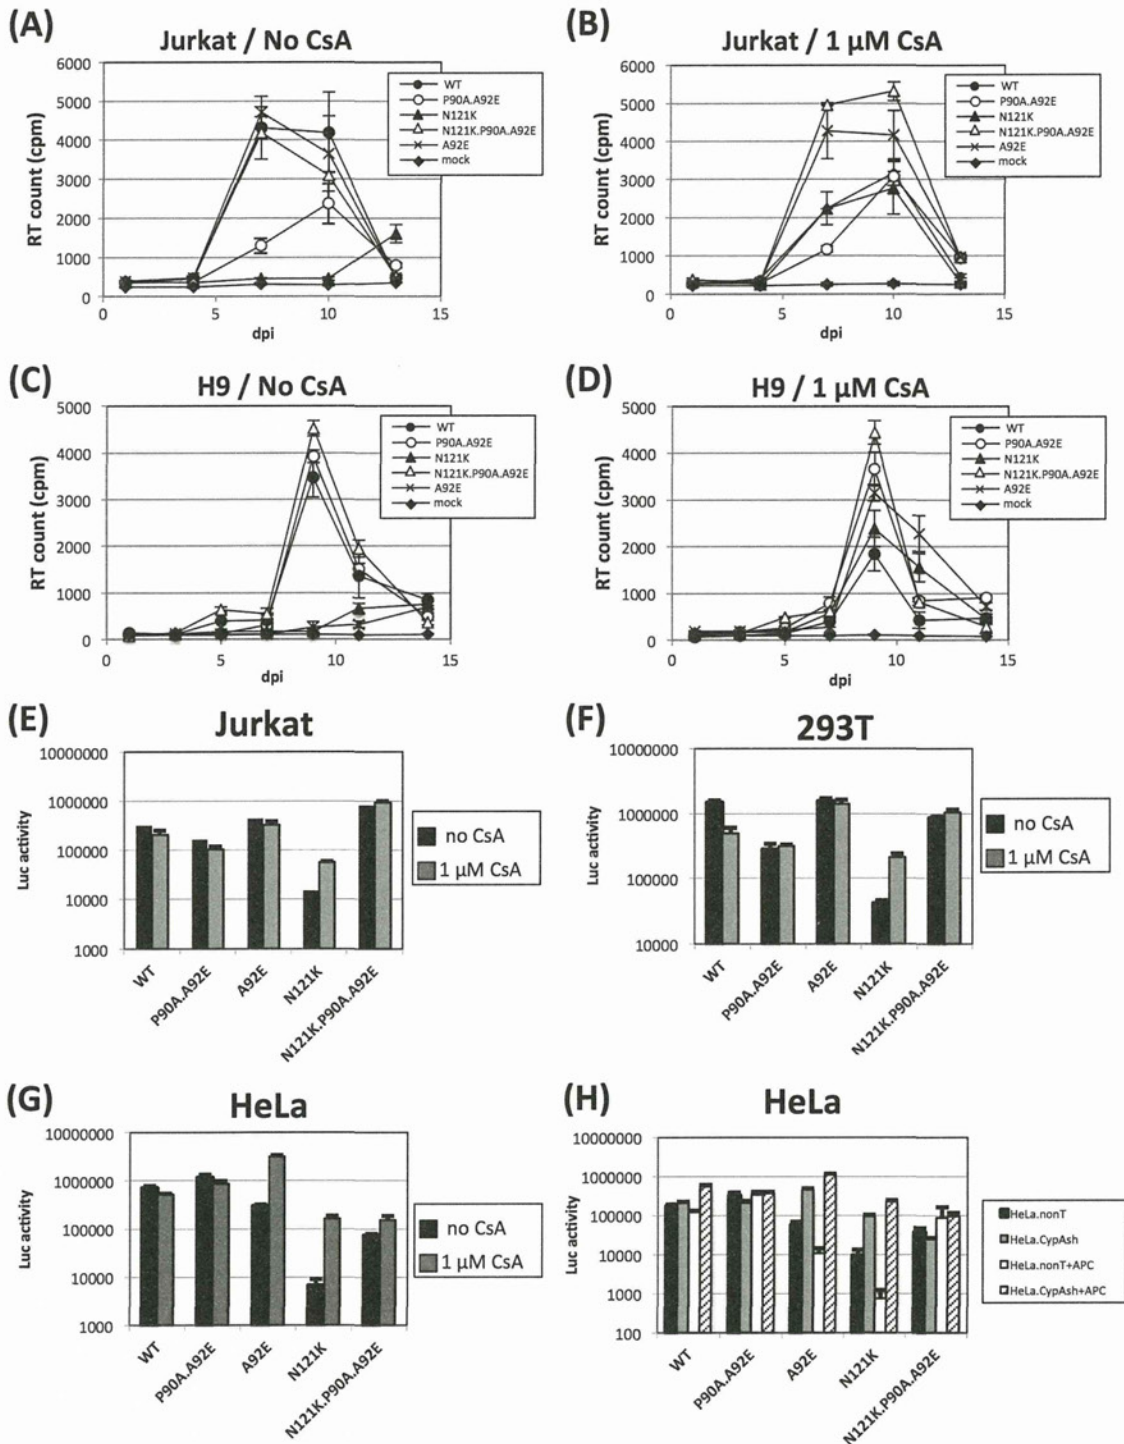 (A)
Jurkat / No CsA
6000
5000
4000
3000
2000
1000
0
RT count (cpm)
0
5
10
15
dpi
WT
P90A.A92E
N121K
N121K.P90A.A92E
A92E
mock
(B)
Jurkat / 1 µM CsA
6000
5000
4000
3000
2000
1000
0
RT count (cpm)
0
5
10
15
dpi
WT
P90A.A92E
N121K
N121K.P90A.A92E
A92E
mock
(C)
H9 / No CsA
5000
4000
3000
2000
1000
0
RT count (cpm)
0
5
10
15
dpi
WT
P90A.A92E
N121K
N121K.P90A.A92E
A92E
mock
(D)
H9 / 1 µM CsA
5000
4000
3000
2000
1000
0
RT count (cpm)
0
5
10
15
dpi
WT
P90A.A92E
N121K
N121K.P90A.A92E
A92E
mock
(E)
Jurkat
10000000
1000000
100000
10000
1000
Luc activity
WT
P90A.A92E
A92E
N121K
N121K.P90A.A92E
no CsA
1 µM CsA
(F)
293T
10000000
1000000
100000
10000
Luc activity
WT
P90A.A92E
A92E
N121K
N121K.P90A.A92E
no CsA
1 µM CsA
(G)
HeLa
10000000
1000000
100000
10000
1000
Luc activity
WT
P90A.A92E
A92E
N121K
N121K.P90A.A92E
no CsA
1 µM CsA
(H)
HeLa
10000000
1000000
100000
10000
1000
100
Luc activity
WT
P90A.A92E
A92E
N121K
N121K.P90A.A92E
HeLa.nonT
HeLa.CypAsh
HeLa.nonT+APC
HeLa.CypAsh+APC